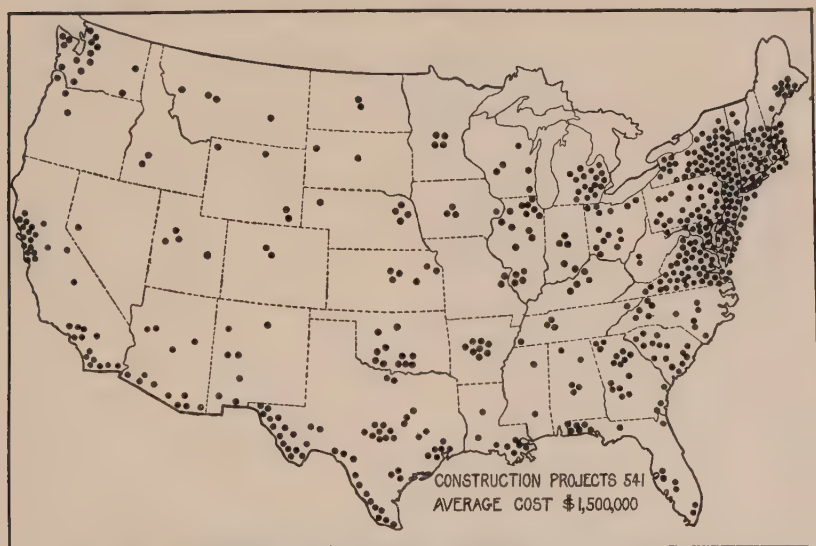 CONSTRUCTION PROJECTS 541
AVERAGE COST $1,500,000